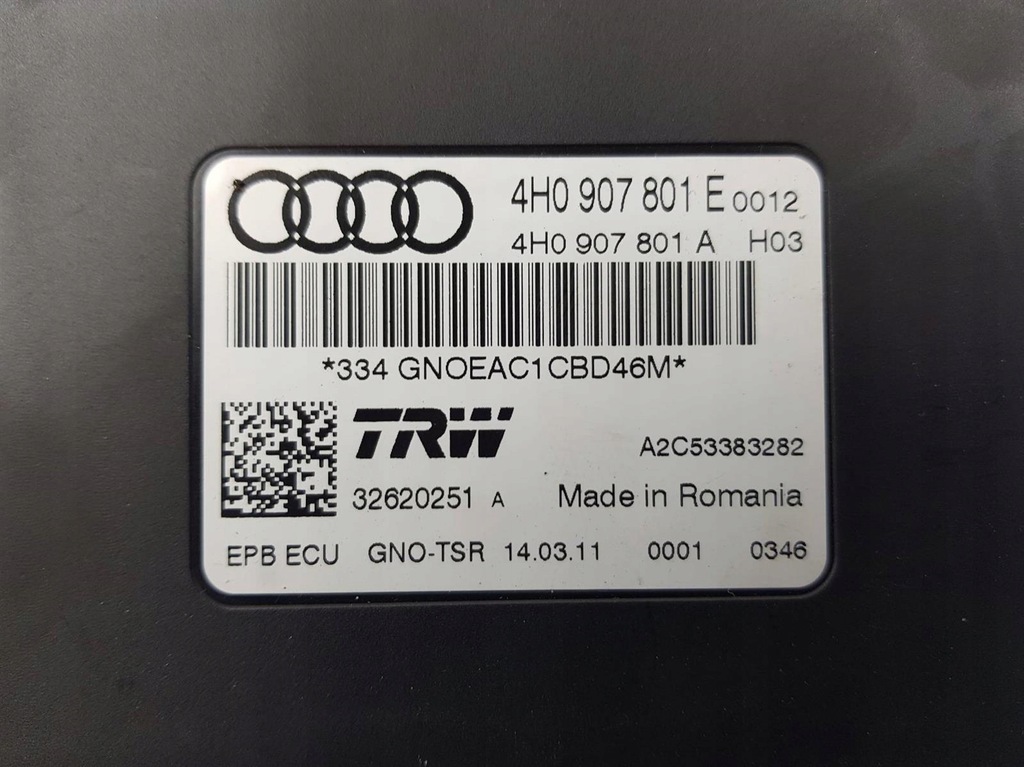 4H0 907 801 E 0012
4H0 907 801 A H03
*334 GNOEAC1CBD46M*
TRW
A2C53383282
32620251 A Made in Romania
EPB ECU GNO-TSR 14.03.11 0001 0346